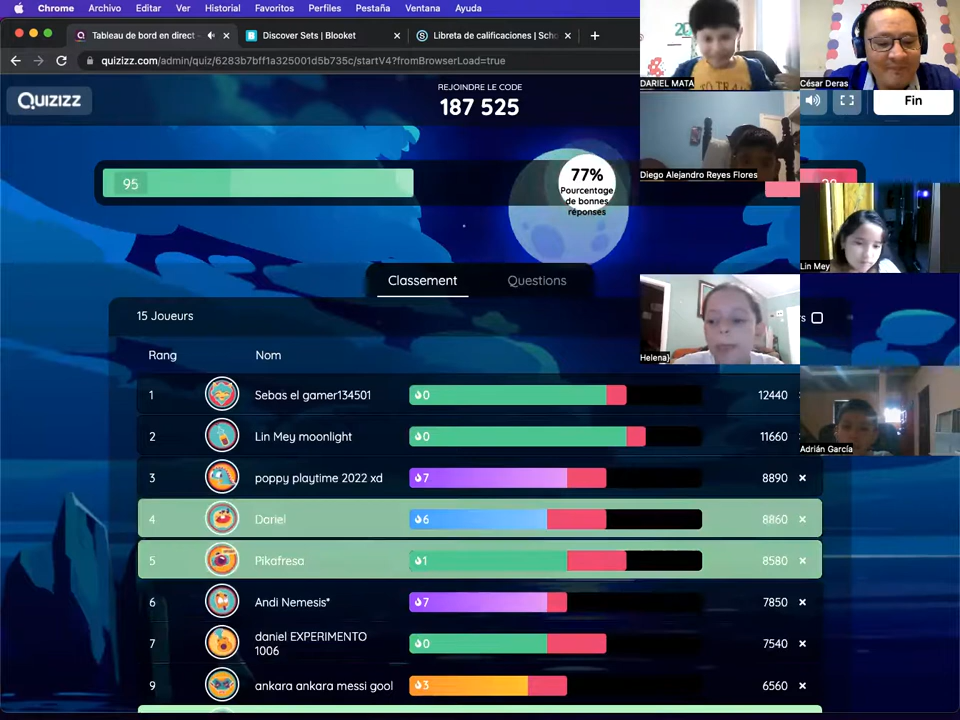 Chrome Archivo Editar Ver Historial Favoritos Perfiles Pestaña Ventana Ayuda
Tableau de bord en direct -
Discover Sets | Blooket
Libreta de calificaciones | Scho
quizizz.com/admin/quiz/6283b7bff1a325001d5b735c/startV4?fromBrowserLoad=true
DARIEL MATA
César Deras
Quizizz
REJOINDRE LE CODE
187 525
Fin
95
77%
Pourcentage
de bonnes
réponses
Diego Alejandro Reyes Flores
Lin Mey
Classement Questions
15 Joueurs
Helena}
Rang Nom
1 Sebas el gamer134501 0 12440
2 Lin Mey moonlight 0 11660
3 poppy playtime 2022 xd 7 8890
Adrián García
4 Dariel 6 8860
5 Pikafresa 1 8580
6 Andi Nemesis* 7 7850
7 daniel EXPERIMENTO
1006 0 7540
9 ankara ankara messi gool 3 6560